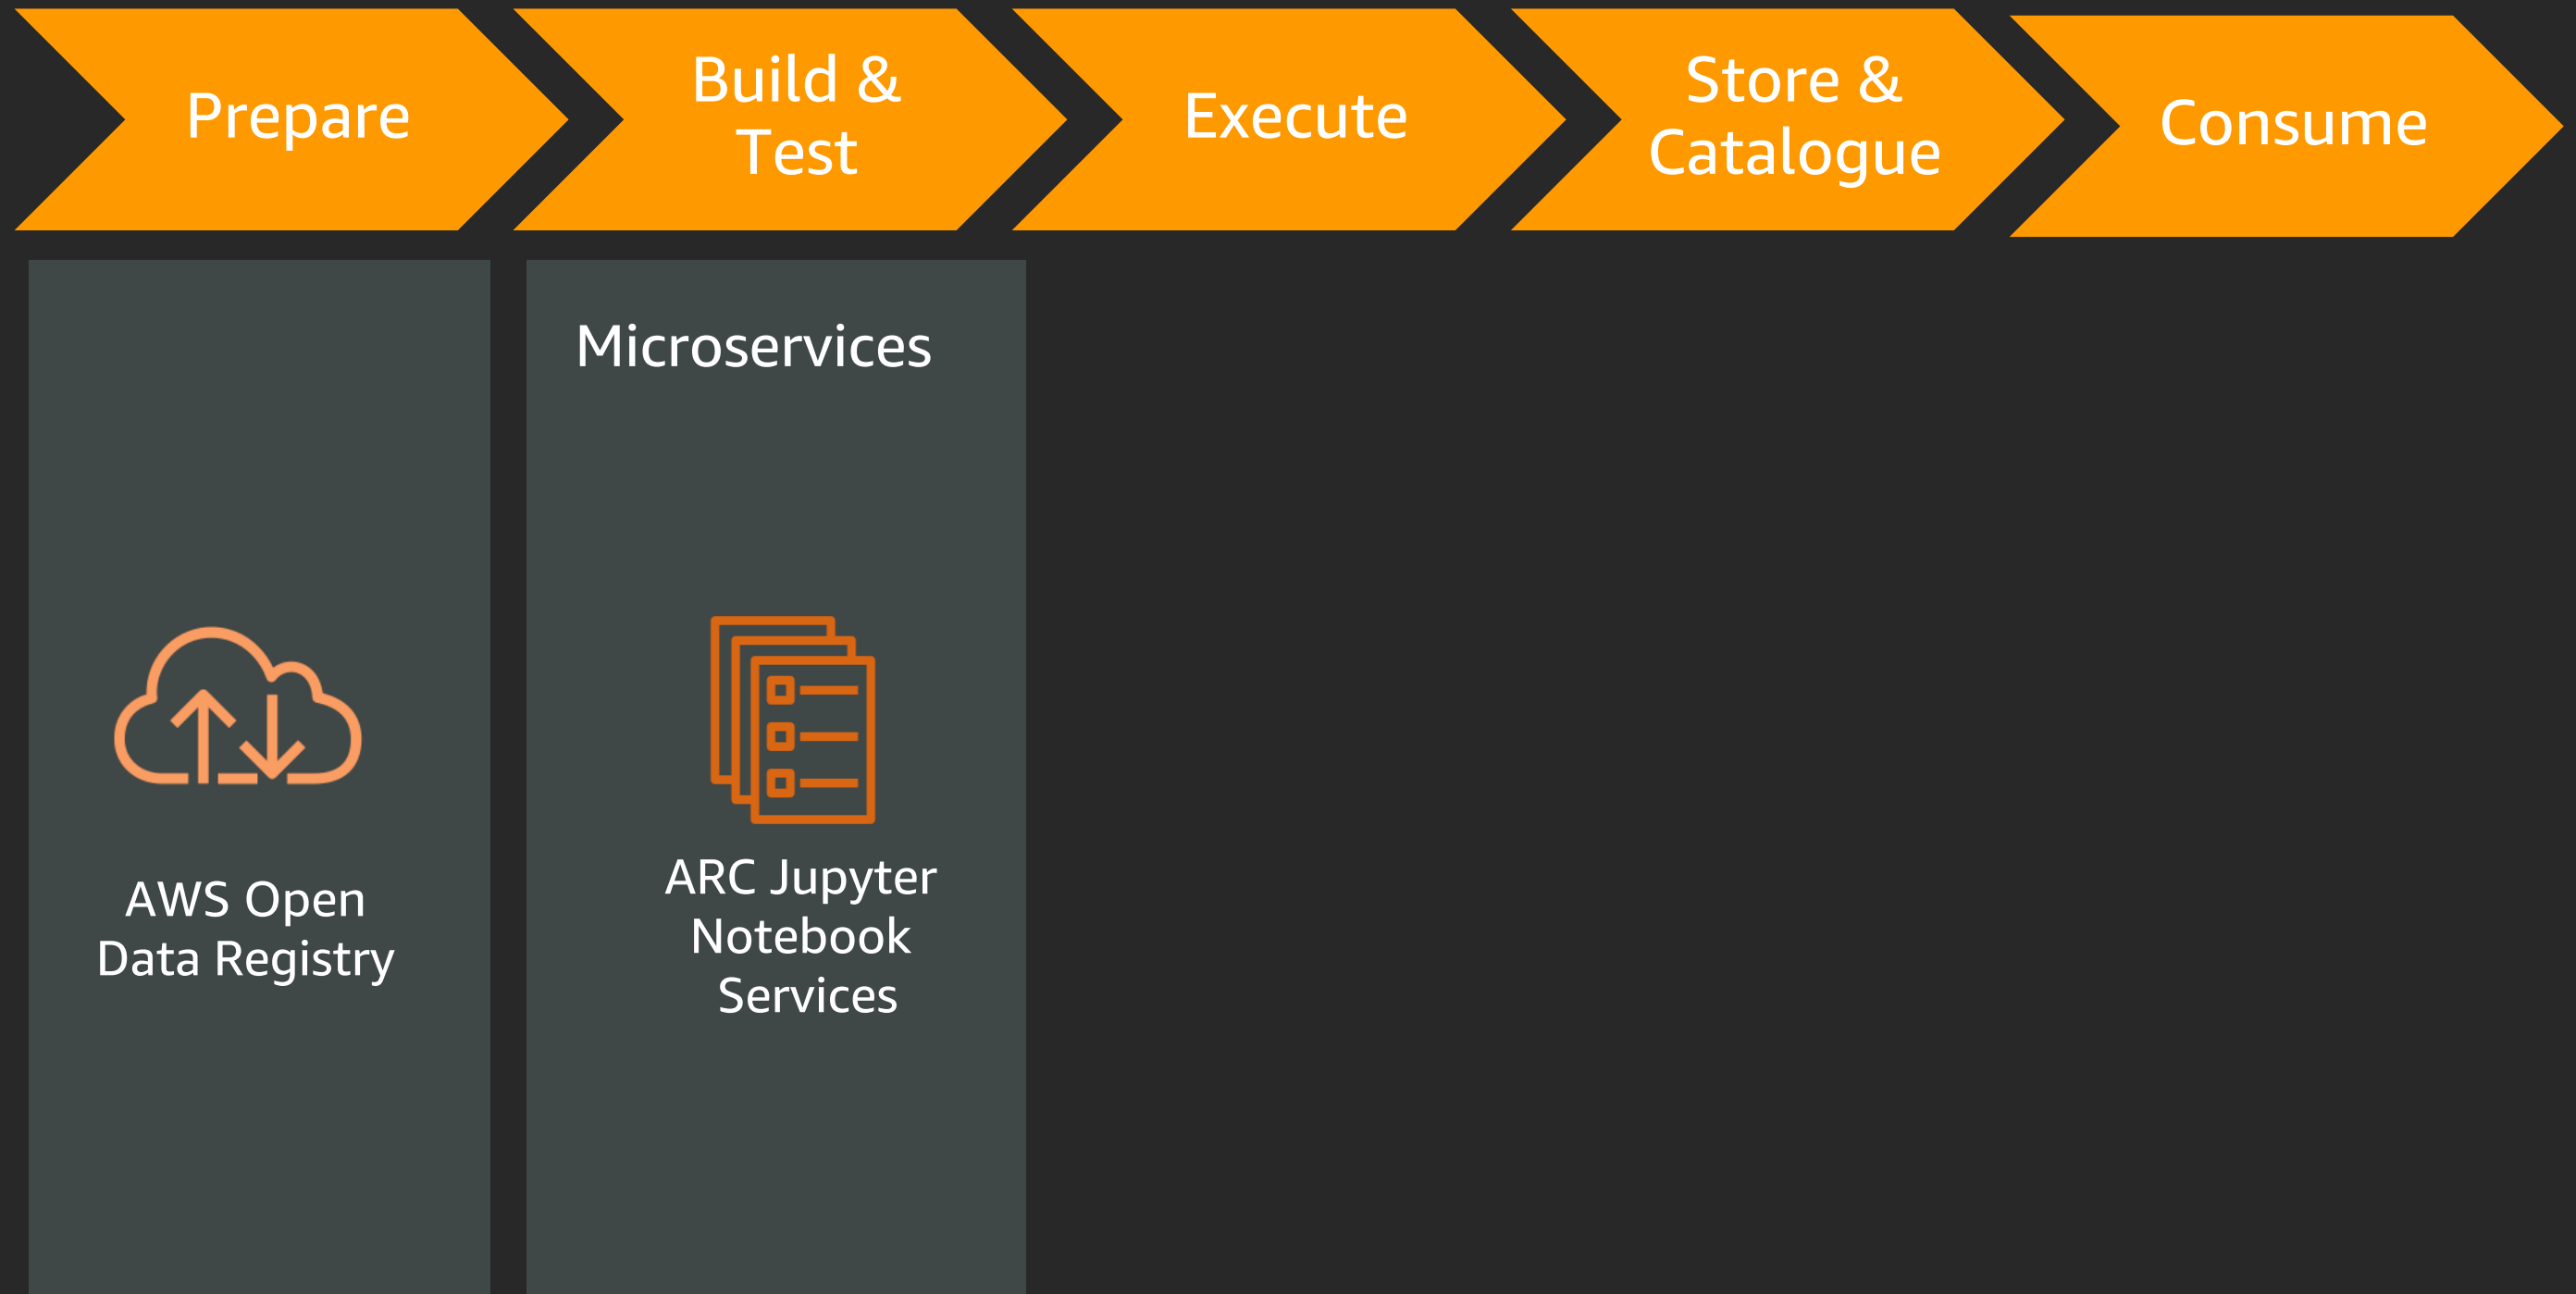 Prepare
Build &
Test
Execute
Store &
Catalogue
Consume
Microservices
AWS Open
Data Registry
ARC Jupyter
Notebook
Services